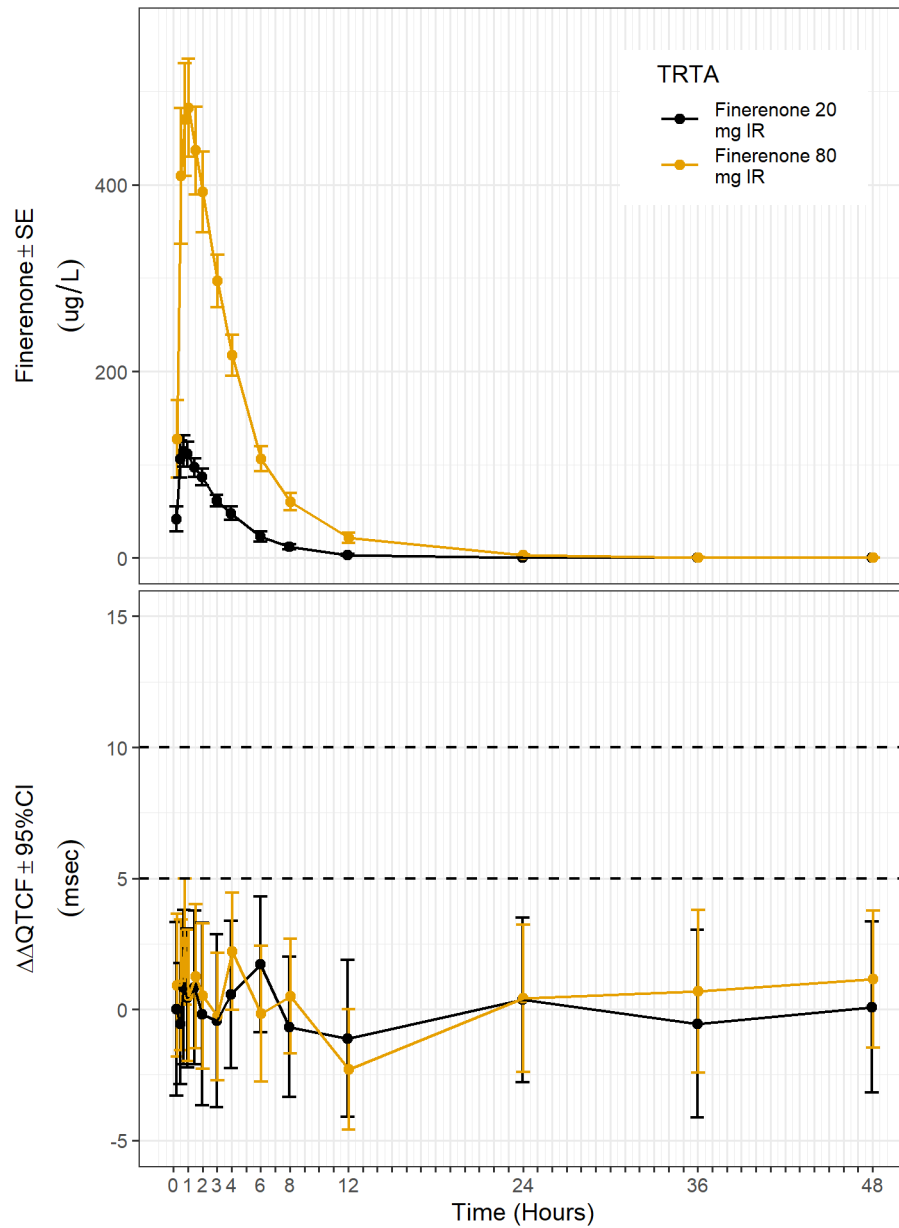 Finerenone ± SE
(ug/L)
400
200
0
TRTA
Finerenone 20
mg IR
Finerenone 80
mg IR
ΔΔQTCF ± 95%CI
(msec)
15
10
5
0
-5
0 1 2 3 4 6 8 12 24 36 48
Time (Hours)